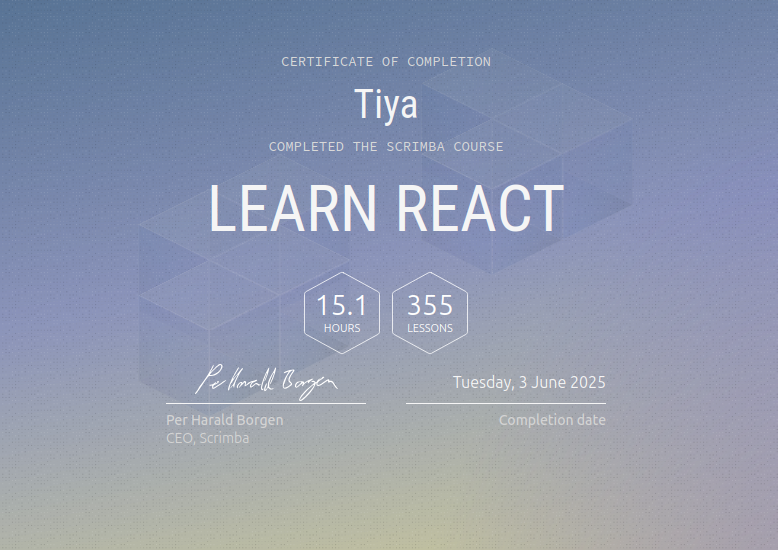 CERTIFICATE OF COMPLETION
Tiya
COMPLETED THE SCRIMBA COURSE
LEARN REACT
15.1 355
HOURS LESSONS
Per Harald Borgen
Tuesday, 3 June 2025
Per Harald Borgen Completion date
CEO, Scrimba